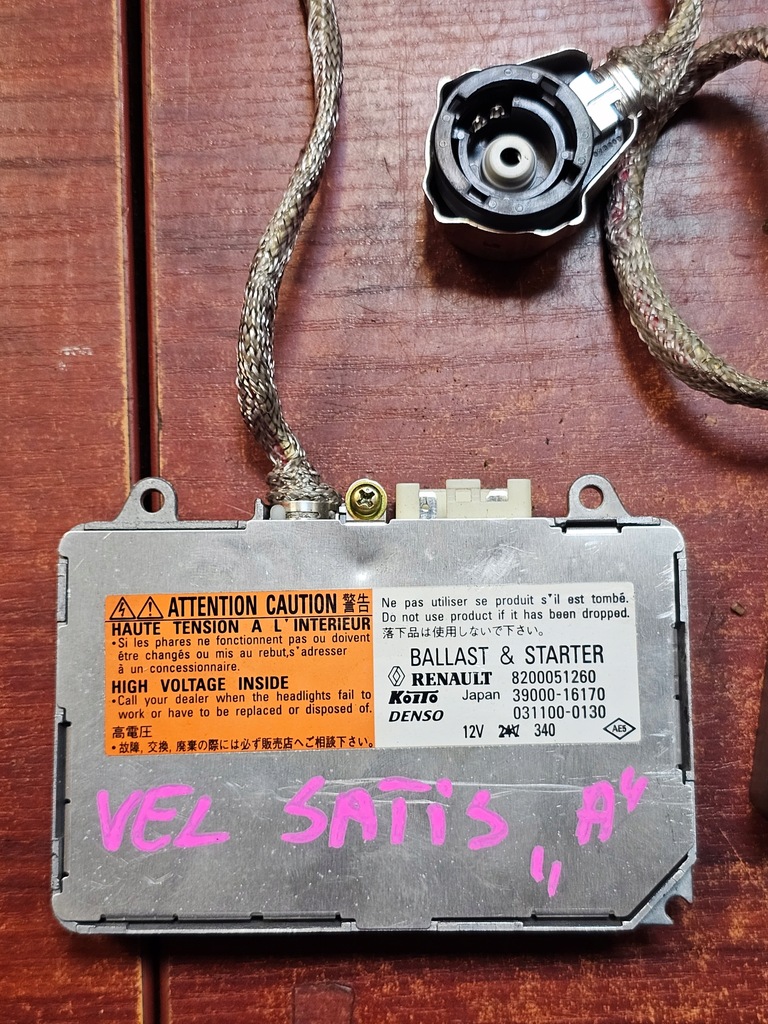 ATTENTION CAUTION 警告
HAUTE TENSION A L'INTERIEUR
•Si les phares ne fonctionnent pas ou doivent
être changés ou mis au rebut,s'adresser
à un concessionnaire.
HIGH VOLTAGE INSIDE
•Call your dealer when the headlights fail to
work or have to be replaced or disposed of.
高電圧
•故障, 交換, 廃棄の際には必ず販売店へご相談下さい。
Ne pas utiliser se produit s'il est tombé.
Do not use product if it has been dropped.
落下品は使用しないで下さい。
BALLAST & STARTER
RENAULT 8200051260
KOITO Japan 39000-16170
DENSO 031100-0130
12V 24V 340 AE5
VEL SATIS „A“